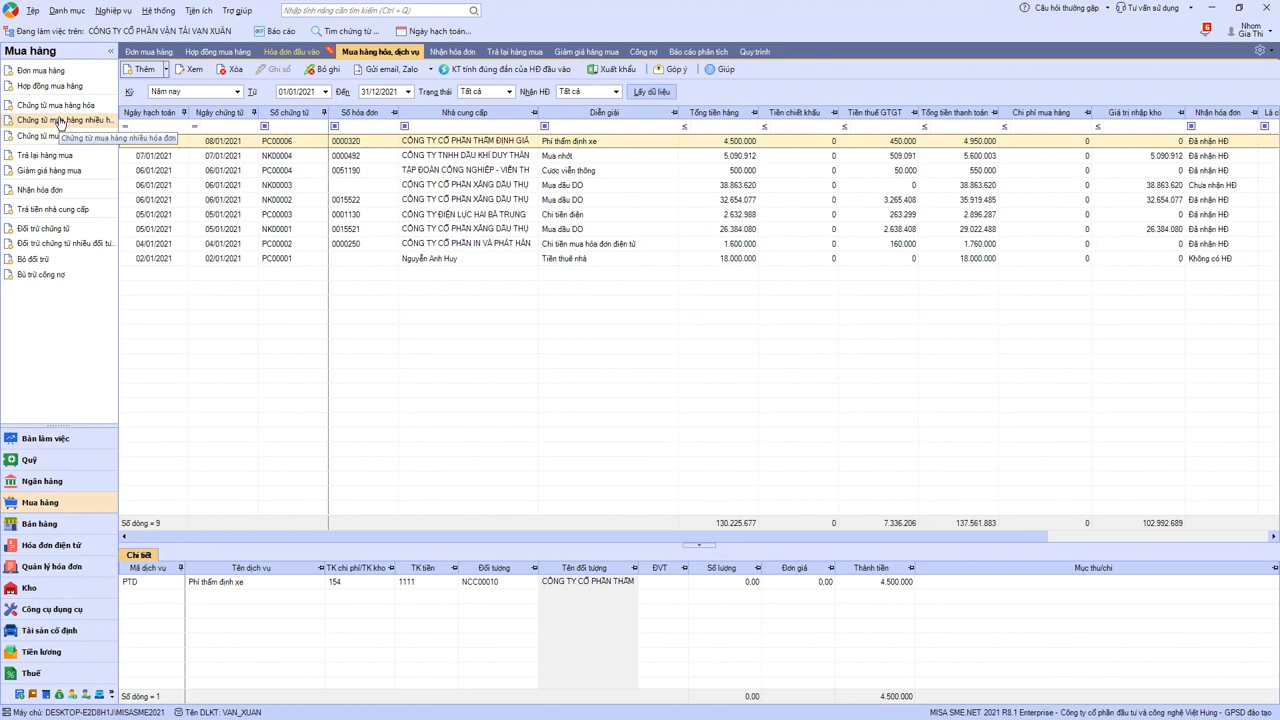 Tệp Danh mục Nghiệp vụ Hệ thống Tiện ích Trợ giúp Nhập tính năng cần tìm kiếm (Ctrl + Q) Câu hỏi thường gặp Tư vấn sử dụng
Đang làm việc trên: CÔNG TY CỔ PHẦN VẬN TẢI VẠN XUÂN Báo cáo Tìm chứng từ ... Ngày hạch toán... 6 Nhom Gia Thi
Mua hàng « Đơn mua hàng Hợp đồng mua hàng Hóa đơn đầu vào Mua hàng hóa, dịch vụ Nhận hóa đơn Trả lại hàng mua Giảm giá hàng mua Công nợ Báo cáo phân tích Quy trình
Thêm Xem Xóa Ghi sổ Bỏ ghi Gửi email, Zalo KT tính đúng đắn của HĐ đầu vào Xuất khẩu Góp ý Giúp
Kỳ Năm nay Từ 01/01/2021 Đến 31/12/2021 Trạng thái Tất cả Nhận HĐ Tất cả Lấy dữ liệu
Đơn mua hàng
Hợp đồng mua hàng
Chứng từ mua hàng hóa
Chứng từ mua hàng nhiều h...
Chứng từ mu
Chứng từ mua hàng nhiều hóa đơn
Trả lại hàng mua
Giảm giá hàng mua
Nhận hóa đơn
Trả tiền nhà cung cấp
Đối trừ chứng từ
Đối trừ chứng từ nhiều đối tư...
Bỏ đối trừ
Bù trừ công nợ
Ngày hạch toán Ngày chứng từ Số chứng từ Số hóa đơn Nhà cung cấp Diễn giải Tổng tiền hàng Tiền chiết khấu Tiền thuế GTGT Tổng tiền thanh toán Chi phí mua hàng Giá trị nhập kho Nhận hóa đơn Là c
= = ≤ ≤ ≤ ≤ ≤ ≤
08/01/2021 PC00006 0000320 CÔNG TY CỔ PHẦN THẨM ĐỊNH GIÁ Phí thẩm định xe 4.500.000 0 450.000 4.950.000 0 0 Đã nhận HĐ
07/01/2021 07/01/2021 NK00004 0000492 CÔNG TY TNHH DẦU KHÍ DUY THÂN Mua nhớt 5.090.912 0 509.091 5.600.003 0 5.090.912 Đã nhận HĐ
06/01/2021 06/01/2021 PC00004 0051190 TẬP ĐOÀN CÔNG NGHIỆP - VIỄN TH Cước viễn thông 500.000 0 50.000 550.000 0 0 Đã nhận HĐ
06/01/2021 06/01/2021 NK00003 CÔNG TY CỔ PHẦN XĂNG DẦU THỤ Mua dầu DO 38.863.620 0 0 38.863.620 0 38.863.620 Chưa nhận HĐ
06/01/2021 06/01/2021 NK00002 0015522 CÔNG TY CỔ PHẦN XĂNG DẦU THỤ Mua dầu DO 32.654.077 0 3.265.408 35.919.485 0 32.654.077 Đã nhận HĐ
05/01/2021 05/01/2021 PC00003 0001130 CÔNG TY ĐIỆN LỰC HAI BÀ TRƯNG Chi tiền điện 2.632.988 0 263.299 2.896.287 0 0 Đã nhận HĐ
05/01/2021 05/01/2021 NK00001 0015521 CÔNG TY CỔ PHẦN XĂNG DẦU THỤ Mua dầu DO 26.384.080 0 2.638.408 29.022.488 0 26.384.080 Đã nhận HĐ
04/01/2021 04/01/2021 PC00002 0000250 CÔNG TY CỔ PHẦN IN VÀ PHÁT HÀN Chi tiền mua hóa đơn điện tử 1.600.000 0 160.000 1.760.000 0 0 Đã nhận HĐ
02/01/2021 02/01/2021 PC00001 Nguyễn Anh Huy Tiền thuê nhà 18.000.000 0 0 18.000.000 0 0 Không có HĐ
Số dòng = 9 130.225.677 0 7.336.206 137.561.883 0 102.992.689
Bàn làm việc
Quỹ
Ngân hàng
Mua hàng
Bán hàng
Hóa đơn điện tử
Quản lý hóa đơn
Kho
Công cụ dụng cụ
Tài sản cố định
Tiền lương
Thuế
Chi tiết
Mã dịch vụ Tên dịch vụ TK chi phí/TK kho TK tiền Đối tượng Tên đối tượng ĐVT Số lượng Đơn giá Thành tiền Mục thu/chi
PTD Phí thẩm định xe 154 1111 NCC00010 CÔNG TY CỔ PHẦN THẨM 0,00 0,00 4.500.000
Số dòng = 1 0,00 4.500.000
Máy chủ: DESKTOP-E2D8H1J\MISASME2021 Tên DLKT: VAN_XUAN MISA SME.NET 2021 R8.1 Enterprise - Công ty cổ phần đầu tư và công nghệ Việt Hưng - GPSD đào tạo